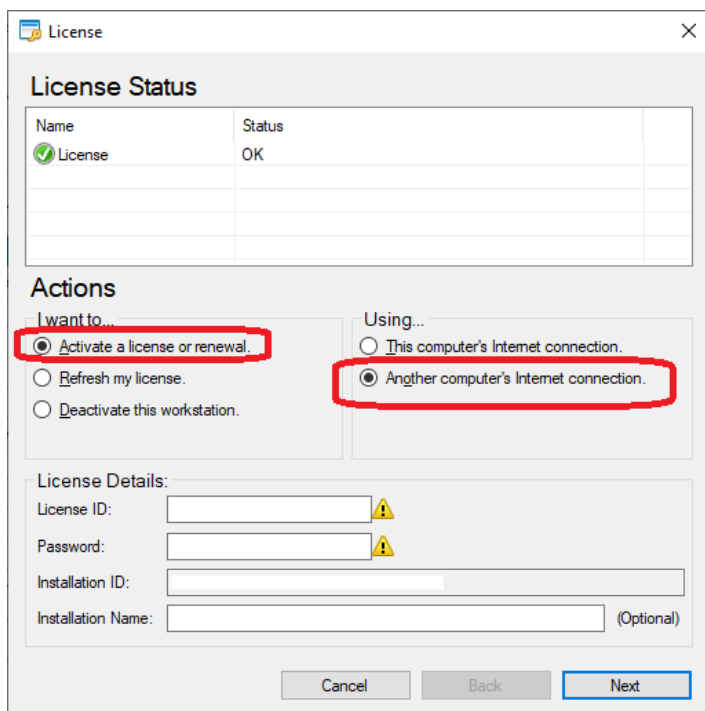 License
License Status
Name Status
License OK
Actions
I want to... Using...
Activate a license or renewal. This computer's Internet connection.
Refresh my license. Another computer's Internet connection.
Deactivate this workstation.
License Details:
License ID:
Password:
Installation ID:
Installation Name: (Optional)
Cancel Back Next